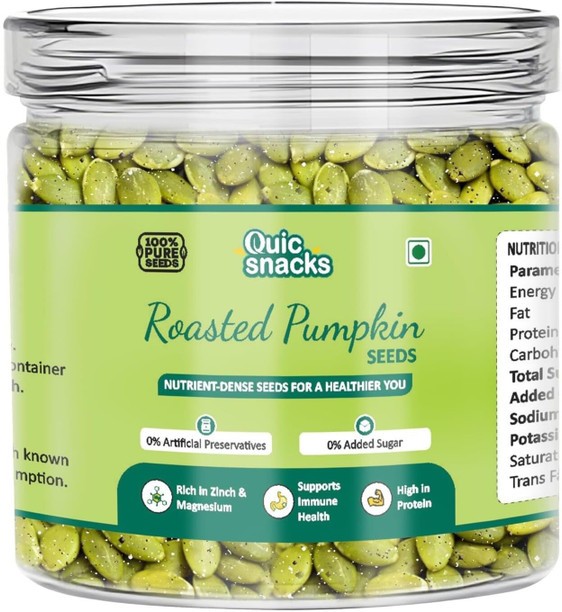 100%
PURE
SEEDS
Quic
snacks
Roasted Pumpkin
SEEDS
NUTRIENT-DENSE SEEDS FOR A HEALTHIER YOU
0% Artificial Preservatives
0% Added Sugar
Rich in Zinch &
Magnesium
Supports
Immune
Health
High in
Protein
ontainer
h.
n known
mption.
NUTRITIO
Parame
Energy
Fat
Protein
Carboh
Total Su
Added
Sodium
Potassi
Saturat
Trans Fa